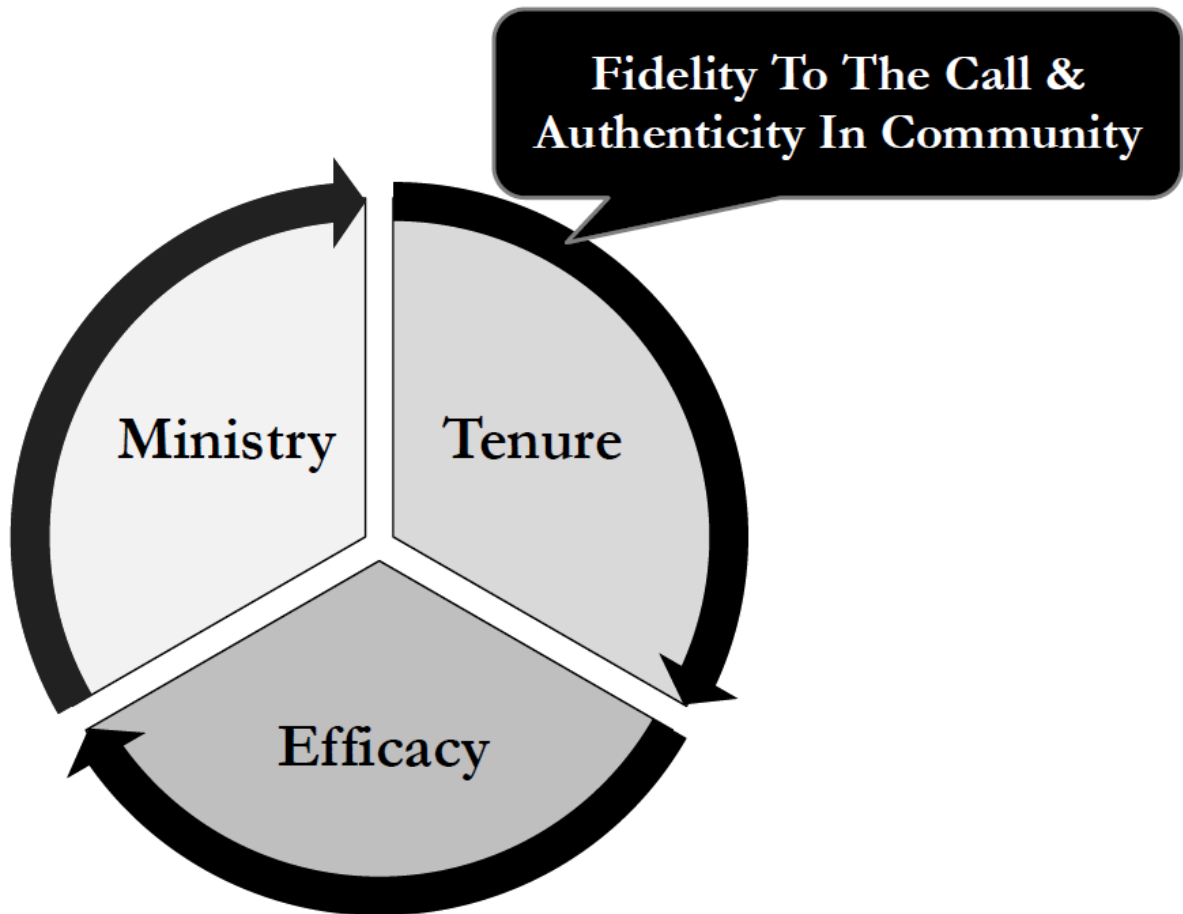 Fidelity To The Call &
Authenticity In Community
Ministry
Tenure
Efficacy